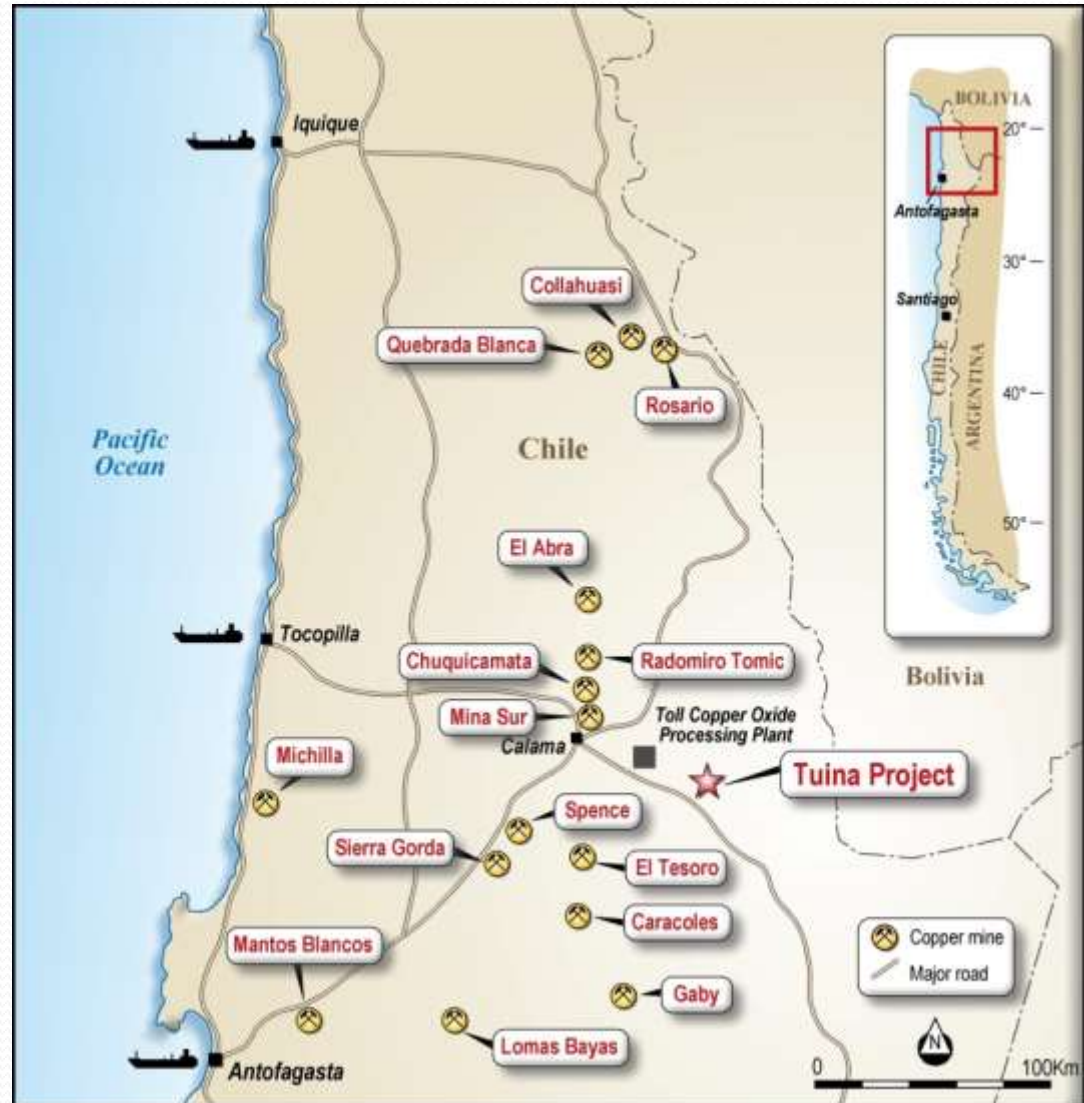 Iquique
BOLIVIA
20°
Antofagasta
30°
Santiago
CHILE
ARGENTINA
40°
50°
Collahuasi
Quebrada Blanca
Rosario
Pacific
Ocean
Chile
El Abra
Tocopilla
Chuquicamata
Radomiro Tomic
Bolivia
Mina Sur
Toll Copper Oxide
Processing Plant
Calama
Michilla
Tuina Project
Spence
Sierra Gorda
El Tesoro
Caracoles
Mantos Blancos
Copper mine
Major road
Gaby
Lomas Bayas
N
Antofagasta
0 100Km